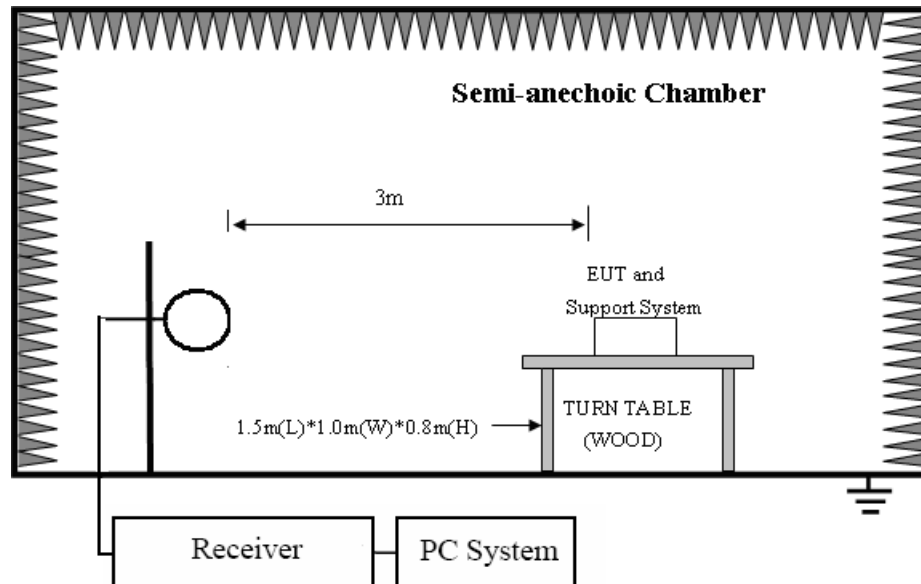 Semi-anechoic Chamber
3m
EUT and
Support System
1.5m(L)*1.0m(W)*0.8m(H)
TURN TABLE
(WOOD)
Receiver
PC System